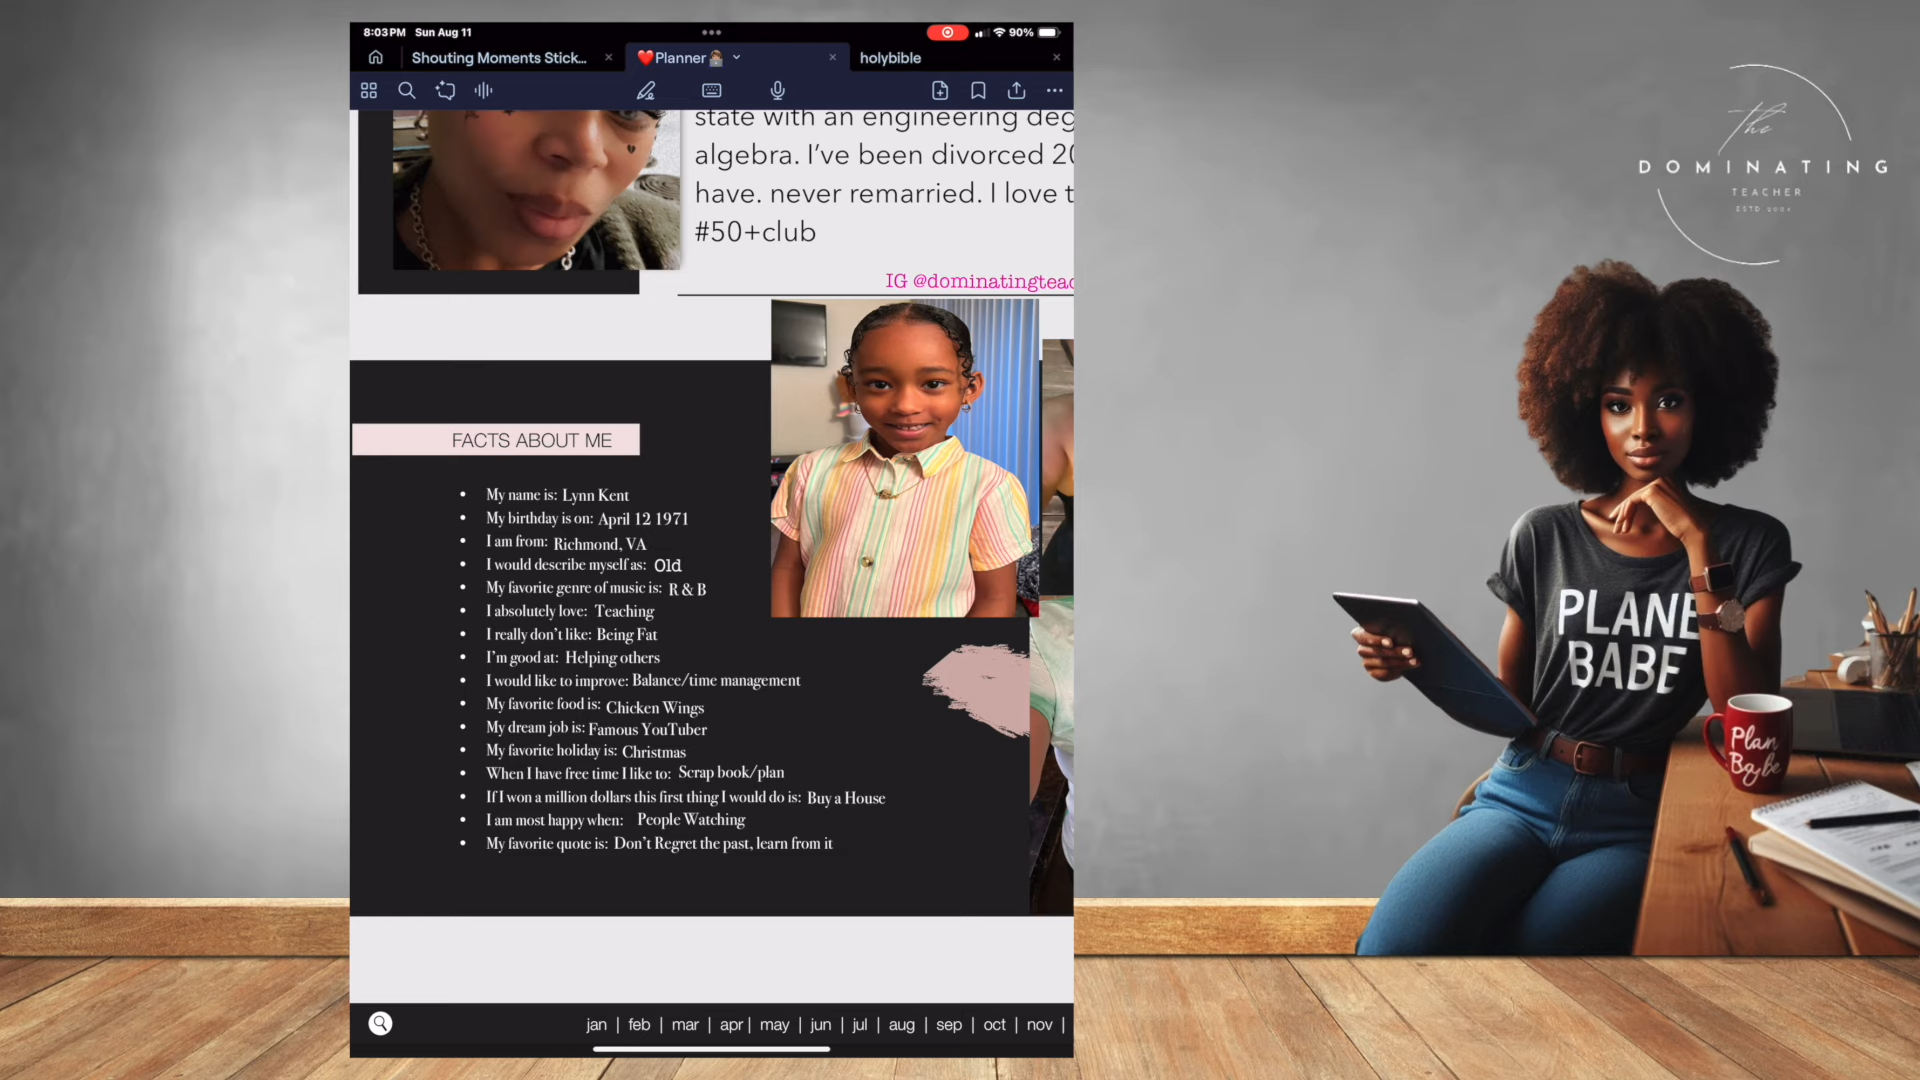 8:03 PM Sun Aug 11
90%
Shouting Moments Stick...
Planner
holybible
state with an engineering deg
algebra. I've been divorced 20
have. never remarried. I love t
#50+club
IG @dominatingteac
FACTS ABOUT ME
• My name is: Lynn Kent
• My birthday is on: April 12 1971
• I am from: Richmond, VA
• I would describe myself as: Old
• My favorite genre of music is: R & B
• I absolutely love: Teaching
• I really don't like: Being Fat
• I'm good at: Helping others
• I would like to improve: Balance/time management
• My favorite food is: Chicken Wings
• My dream job is: Famous YouTuber
• My favorite holiday is: Christmas
• When I have free time I like to: Scrap book/plan
• If I won a million dollars this first thing I would do is: Buy a House
• I am most happy when: People Watching
• My favorite quote is: Don't Regret the past, learn from it
jan | feb | mar | apr | may | jun | jul | aug | sep | oct | nov |
the
DOMINATING
TEACHER
PLANE
BABE
Plan
Babe